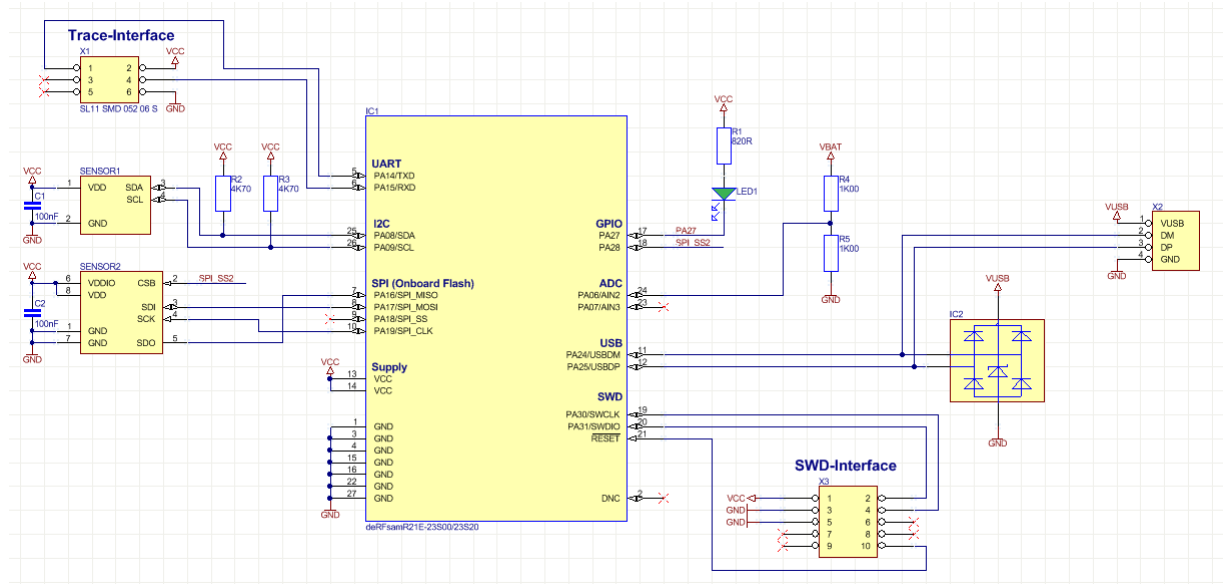 Trace-Interface
X1
VCC
1 2
3 4
5 6
SL11 SMD 052 06 S
GND
IC1
UART
5 PA14/TXD
6 PA15/RXD
VCC
R2
4K70
VCC
R3
4K70
VCC
SENSOR1
1 VDD
SDA 3
SCL 4
C1
100nF
2 GND
GND
I2C
25 PA08/SDA
26 PA09/SCL
VCC
SENSOR2
6 VDDIO
8 VDD
CSB 2 SPI_SS2
SDI 3
SCK 4
C2
100nF
1 GND
7 GND
SDO 5
GND
SPI (Onboard Flash)
7 PA16/SPI_MISO
8 PA17/SPI_MOSI
9 PA18/SPI_SS
10 PA19/SPI_CLK
Supply
VCC
13 VCC
14 VCC
1 GND
3 GND
4 GND
15 GND
16 GND
22 GND
27 GND
GND
deRFsamR21E-23S00/23S20
VCC
R1
820R
LED1
GPIO
PA27 17 PA27
PA28 18 SPI_SS2
VBAT
R4
1K00
R5
1K00
GND
ADC
PA06/AIN2 24
PA07/AIN3 23
USB
PA24/USBDM 11
PA25/USBDP 12
SWD
PA30/SWCLK 19
PA31/SWDIO 20
RESET 21
DNC 2
VUSB
X2
1 VUSB
2 DM
3 DP
4 GND
GND
VUSB
IC2
GND
SWD-Interface
X3
VCC 1 2
GND 3 4
GND 5 6
7 8
9 10